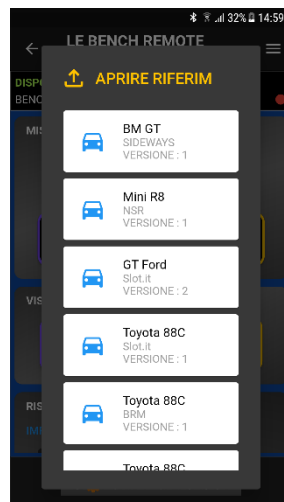 32% 14:59
LE BENCH REMOTE
DISPO
BENC
APRIRE RIFERIM
MIS
BM GT
SIDEWAYS
VERSIONE : 1
Mini R8
NSR
VERSIONE : 1
GT Ford
Slot.it
VERSIONE : 2
VIS
Toyota 88C
Slot.it
VERSIONE : 1
RIS
IMI
Toyota 88C
BRM
VERSIONE : 1
Toyota 88C